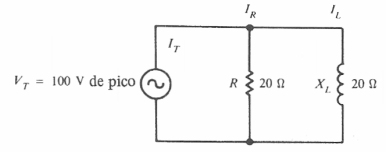 I_R I_L
I_T
V_T = 100 V de pico R 20 Ω X_L 20 Ω